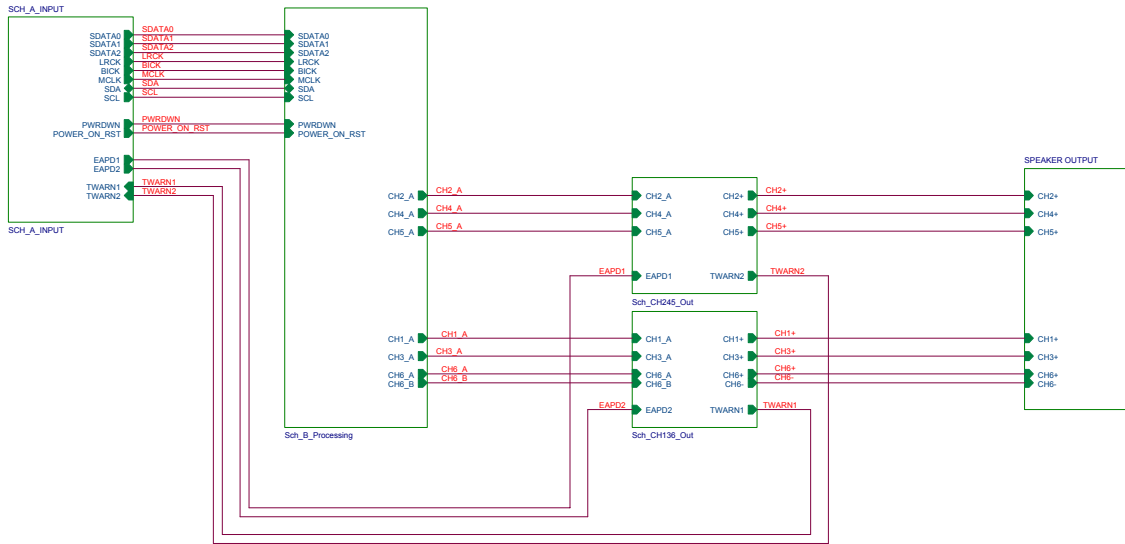 SCH_A_INPUT
SDATA0
SDATA1
SDATA2
LRCK
BICK
MCLK
SDA
SCL
PWRDWN
POWER_ON_RST
EAPD1
EAPD2
TWARN1
TWARN2
SCH_A_INPUT
SDATA0
SDATA1
SDATA2
LRCK
BICK
MCLK
SDA
SCL
PWRDWN
POWER_ON_RST
TWARN1
TWARN2
SDATA0
SDATA1
SDATA2
LRCK
BICK
MCLK
SDA
SCL
PWRDWN
POWER_ON_RST
CH2_A
CH4_A
CH5_A
CH1_A
CH3_A
CH6_A
CH6_B
Sch_B_Processing
CH2_A
CH4_A
CH5_A
EAPD1
CH1_A
CH3_A
CH6_A
CH6_B
EAPD2
CH2_A
CH4_A
CH5_A
EAPD1
CH2+
CH4+
CH5+
TWARN2
Sch_CH245_Out
CH1_A
CH3_A
CH6_A
CH6_B
EAPD2
CH1+
CH3+
CH6+
CH6-
TWARN1
Sch_CH136_Out
CH2+
CH4+
CH5+
TWARN2
CH1+
CH3+
CH6+
CH6-
TWARN1
SPEAKER OUTPUT
CH2+
CH4+
CH5+
CH1+
CH3+
CH6+
CH6-